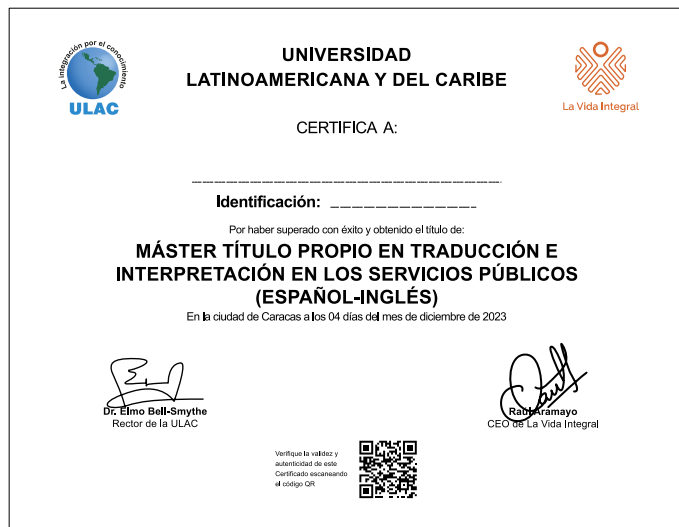 La integración por el conocimiento
ULAC
UNIVERSIDAD
LATINOAMERICANA Y DEL CARIBE
La Vida Integral
CERTIFICA A:
Identificación:
Por haber superado con éxito y obtenido el título de:
MÁSTER TÍTULO PROPIO EN TRADUCCIÓN E
INTERPRETACIÓN EN LOS SERVICIOS PÚBLICOS
(ESPAÑOL-INGLÉS)
En la ciudad de Caracas a los 04 días del mes de diciembre de 2023
Dr. Elmo Bell-Smythe
Rector de la ULAC
Raúl Aramayo
CEO de La Vida Integral
Verifique la validez y
autenticidad de este
Certificado escaneando
el código QR